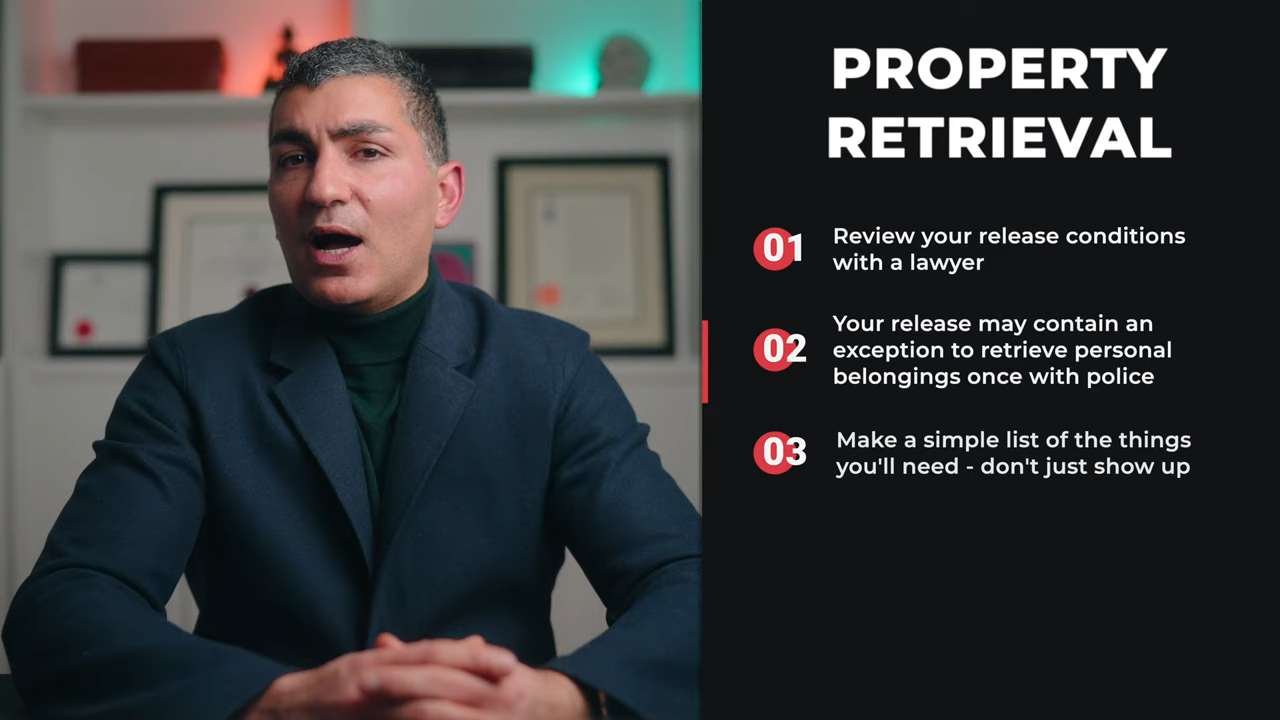 PROPERTY
RETRIEVAL
01
Review your release conditions
with a lawyer
02
Your release may contain an
exception to retrieve personal
belongings once with police
03
Make a simple list of the things
you'll need - don't just show up